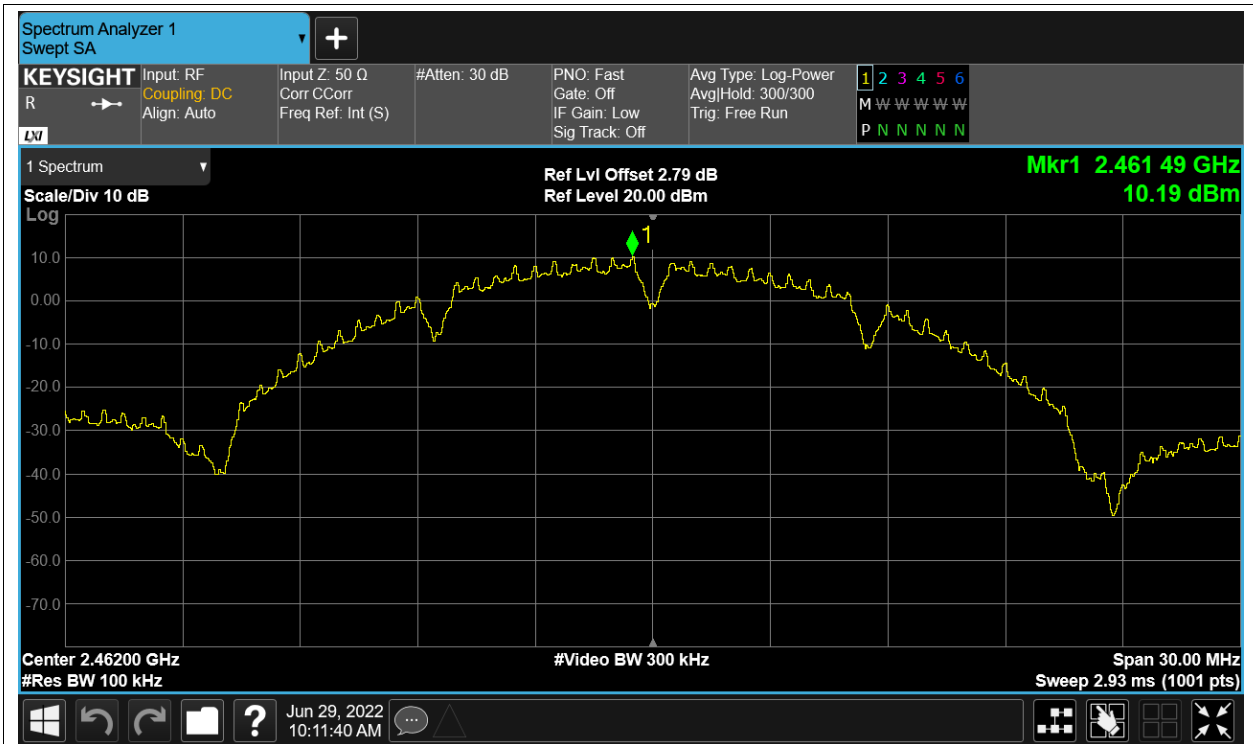 Spectrum Analyzer 1
Swept SA
KEYSIGHT
R
LXI
Input: RF
Coupling: DC
Align: Auto
Input Z: 50 Ω
Corr CCorr
Freq Ref: Int (S)
#Atten: 30 dB
PNO: Fast
Gate: Off
IF Gain: Low
Sig Track: Off
Avg Type: Log-Power
Avg|Hold: 300/300
Trig: Free Run
1 2 3 4 5 6
M W W W W W W
P N N N N N
1 Spectrum
Scale/Div 10 dB
Log
Ref Lvl Offset 2.79 dB
Ref Level 20.00 dBm
Mkr1 2.461 49 GHz
10.19 dBm
1
10.0
0.00
-10.0
-20.0
-30.0
-40.0
-50.0
-60.0
-70.0
Center 2.46200 GHz
#Res BW 100 kHz
#Video BW 300 kHz
Span 30.00 MHz
Sweep 2.93 ms (1001 pts)
?
Jun 29, 2022
10:11:40 AM